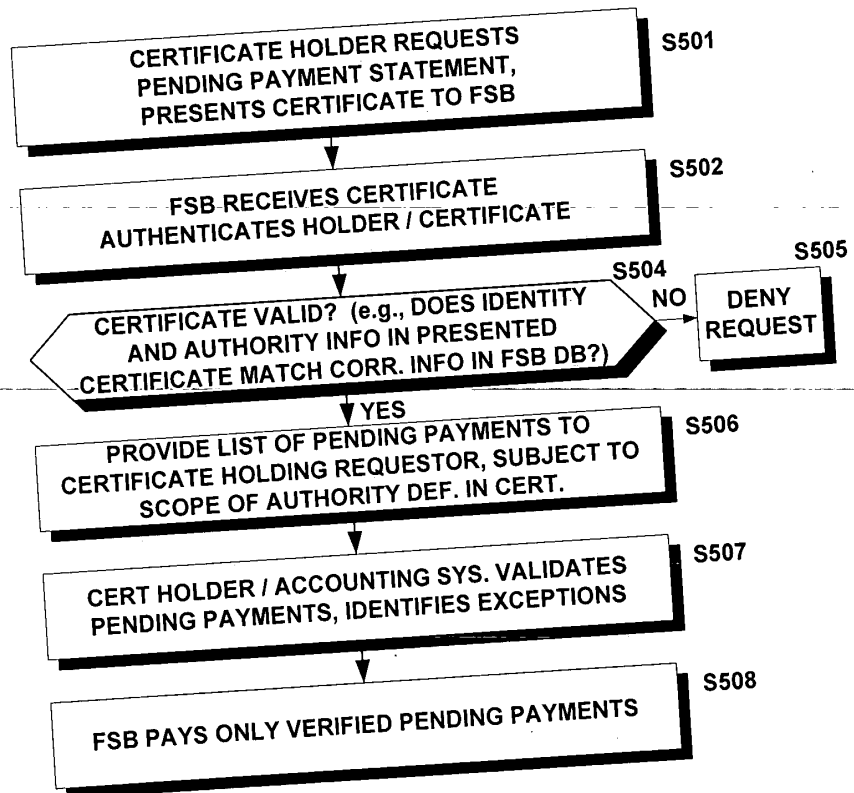 CERTIFICATE HOLDER REQUESTS
PENDING PAYMENT STATEMENT,
PRESENTS CERTIFICATE TO FSB
S501
FSB RECEIVES CERTIFICATE
AUTHENTICATES HOLDER / CERTIFICATE
S502
CERTIFICATE VALID? (e.g., DOES IDENTITY
AND AUTHORITY INFO IN PRESENTED
CERTIFICATE MATCH CORR. INFO IN FSB DB?)
S504
NO
DENY
REQUEST
S505
YES
PROVIDE LIST OF PENDING PAYMENTS TO
CERTIFICATE HOLDING REQUESTOR, SUBJECT TO
SCOPE OF AUTHORITY DEF. IN CERT.
S506
CERT HOLDER / ACCOUNTING SYS. VALIDATES
PENDING PAYMENTS, IDENTIFIES EXCEPTIONS
S507
FSB PAYS ONLY VERIFIED PENDING PAYMENTS
S508